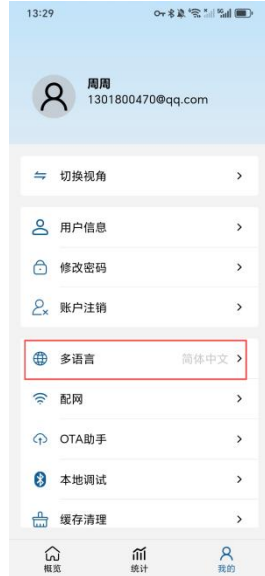 13:29
周周
1301800470@qq.com
切换视角
用户信息
修改密码
账户注销
多语言 简体中文
配网
OTA助手
本地调试
缓存清理
概览 统计 我的